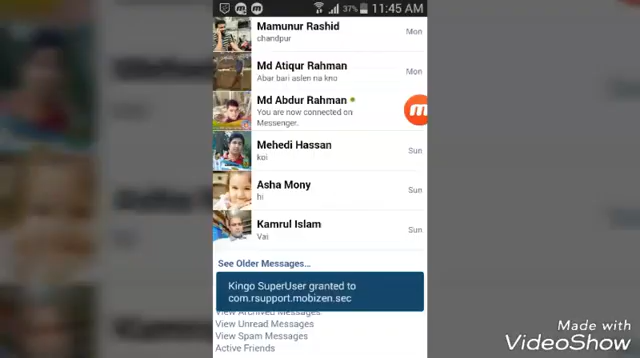 37% 11:45 AM
Mamunur Rashid
chandpur
Mon
Md Atiqur Rahman
Abar bari aslen na kno
Mon
Md Abdur Rahman
You are now connected on
Messenger.
Mehedi Hassan
koi
Sun
Asha Mony
hi
Sun
Kamrul Islam
Vai
Sun
See Older Messages...
Kingo SuperUser granted to
com.rsupport.mobizen.sec
View Archived Messages
View Unread Messages
View Spam Messages
Active Friends
Made with
VideoShow